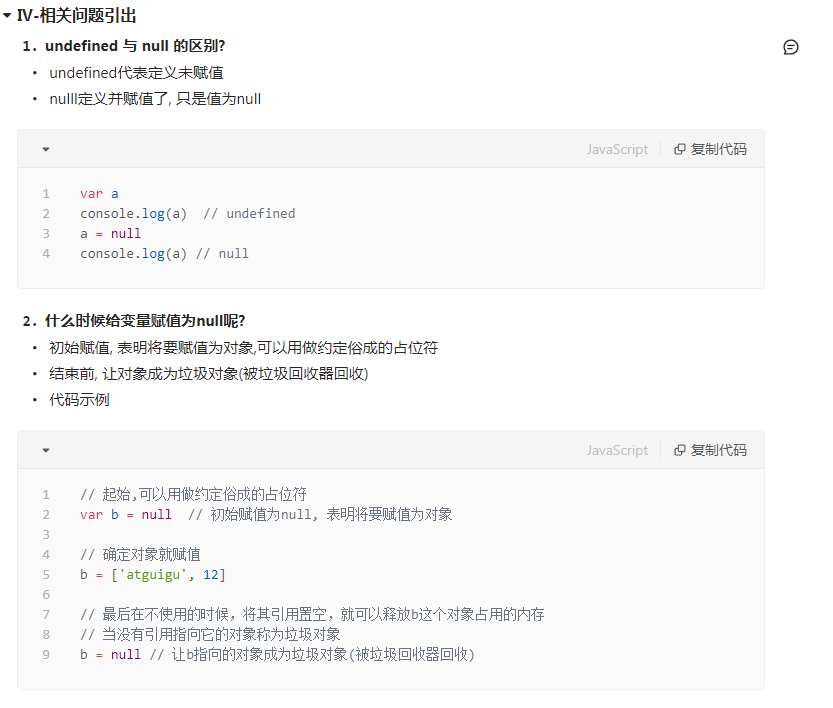 Ⅳ-相关问题引出
1. undefined 与 null 的区别?
• undefined代表定义未赋值
• nulll定义并赋值了, 只是值为null
JavaScript 复制代码
1 var a
2 console.log(a)  // undefined
3 a = null
4 console.log(a) // null
2. 什么时候给变量赋值为null呢?
• 初始赋值, 表明将要赋值为对象,可以用做约定俗成的占位符
• 结束前, 让对象成为垃圾对象(被垃圾回收器回收)
• 代码示例
JavaScript 复制代码
1 // 起始,可以用做约定俗成的占位符
2 var b = null  // 初始赋值为null, 表明将要赋值为对象
3
4 // 确定对象就赋值
5 b = ['atguigu', 12]
6
7 // 最后在不使用的时候，将其引用置空，就可以释放b这个对象占用的内存
8 // 当没有引用指向它的对象称为垃圾对象
9 b = null // 让b指向的对象成为垃圾对象(被垃圾回收器回收)